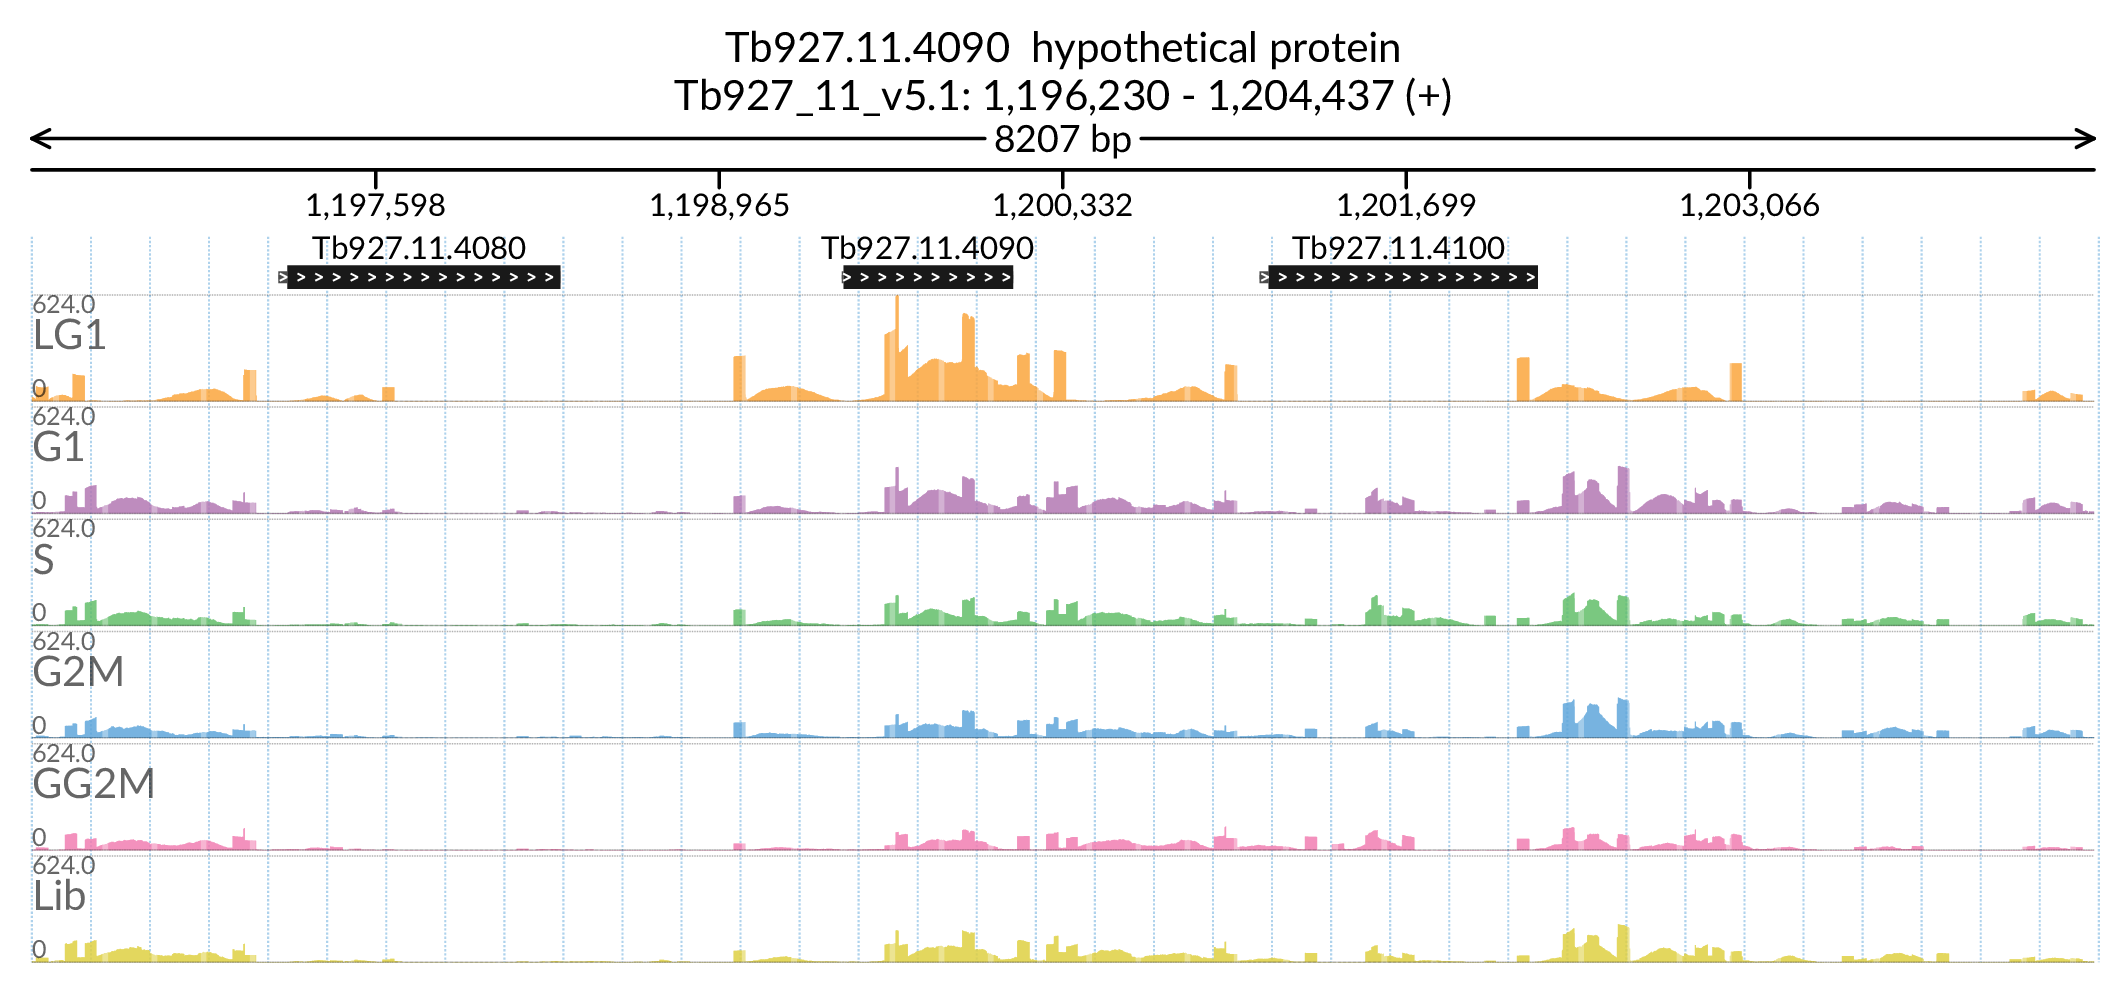 Tb927.11.4090  hypothetical protein
Tb927_11_v5.1: 1,196,230 - 1,204,437 (+)
8207 bp
1,197,598 1,198,965 1,200,332 1,201,699 1,203,066
Tb927.11.4080 Tb927.11.4090 Tb927.11.4100
624.0
LG1
0
624.0
G1
0
624.0
S
0
624.0
G2M
0
624.0
GG2M
0
624.0
Lib
0